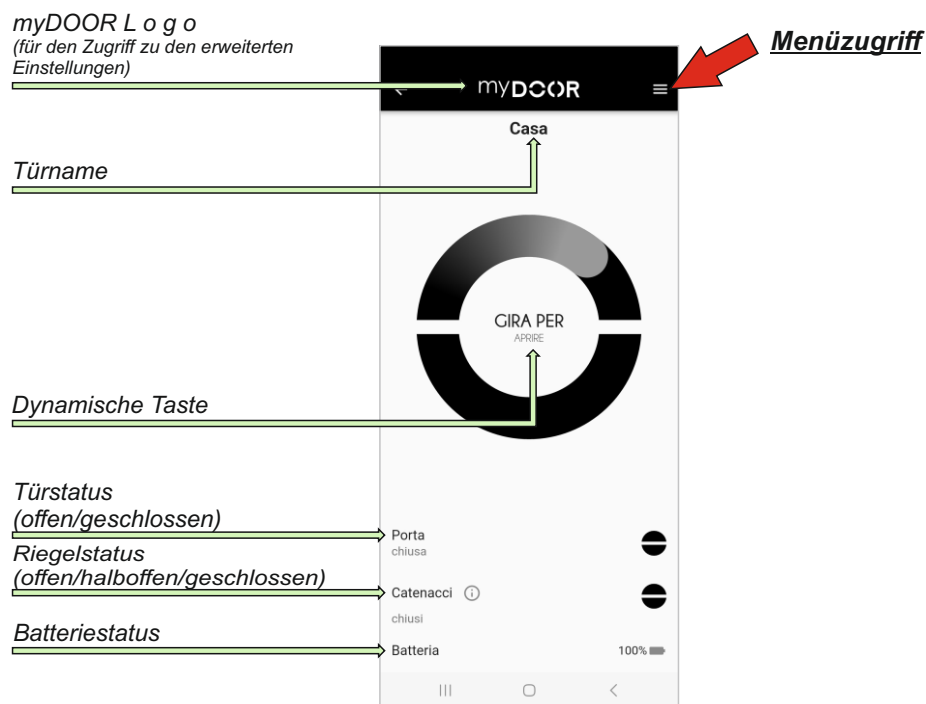 myDOOR L o g o
(für den Zugriff zu den erweiterten
Einstellungen)
Menüzugriff
myDOOR
Casa
Türname
GIRA PER
APRIRE
Dynamische Taste
Türstatus
(offen/geschlossen)
Porta
chiusa
Riegelstatus
(offen/halboffen/geschlossen)
Catenacci
chiusi
Batteriestatus
Batteria
100%